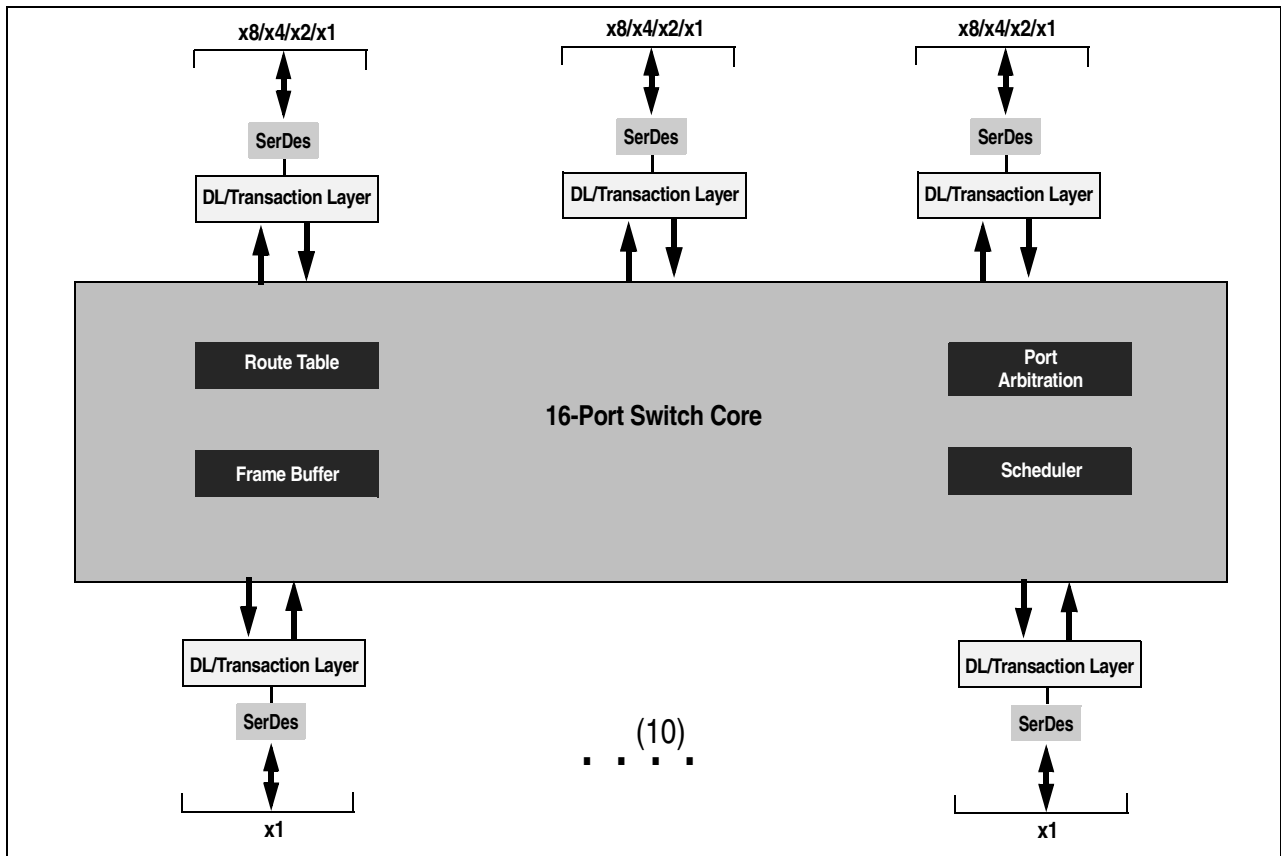 x8/x4/x2/x1
x8/x4/x2/x1
x8/x4/x2/x1
SerDes
SerDes
SerDes
DL/Transaction Layer
DL/Transaction Layer
DL/Transaction Layer
Route Table
Port
Arbitration
16-Port Switch Core
Frame Buffer
Scheduler
DL/Transaction Layer
DL/Transaction Layer
SerDes
SerDes
(10)
. . . .
x1
x1